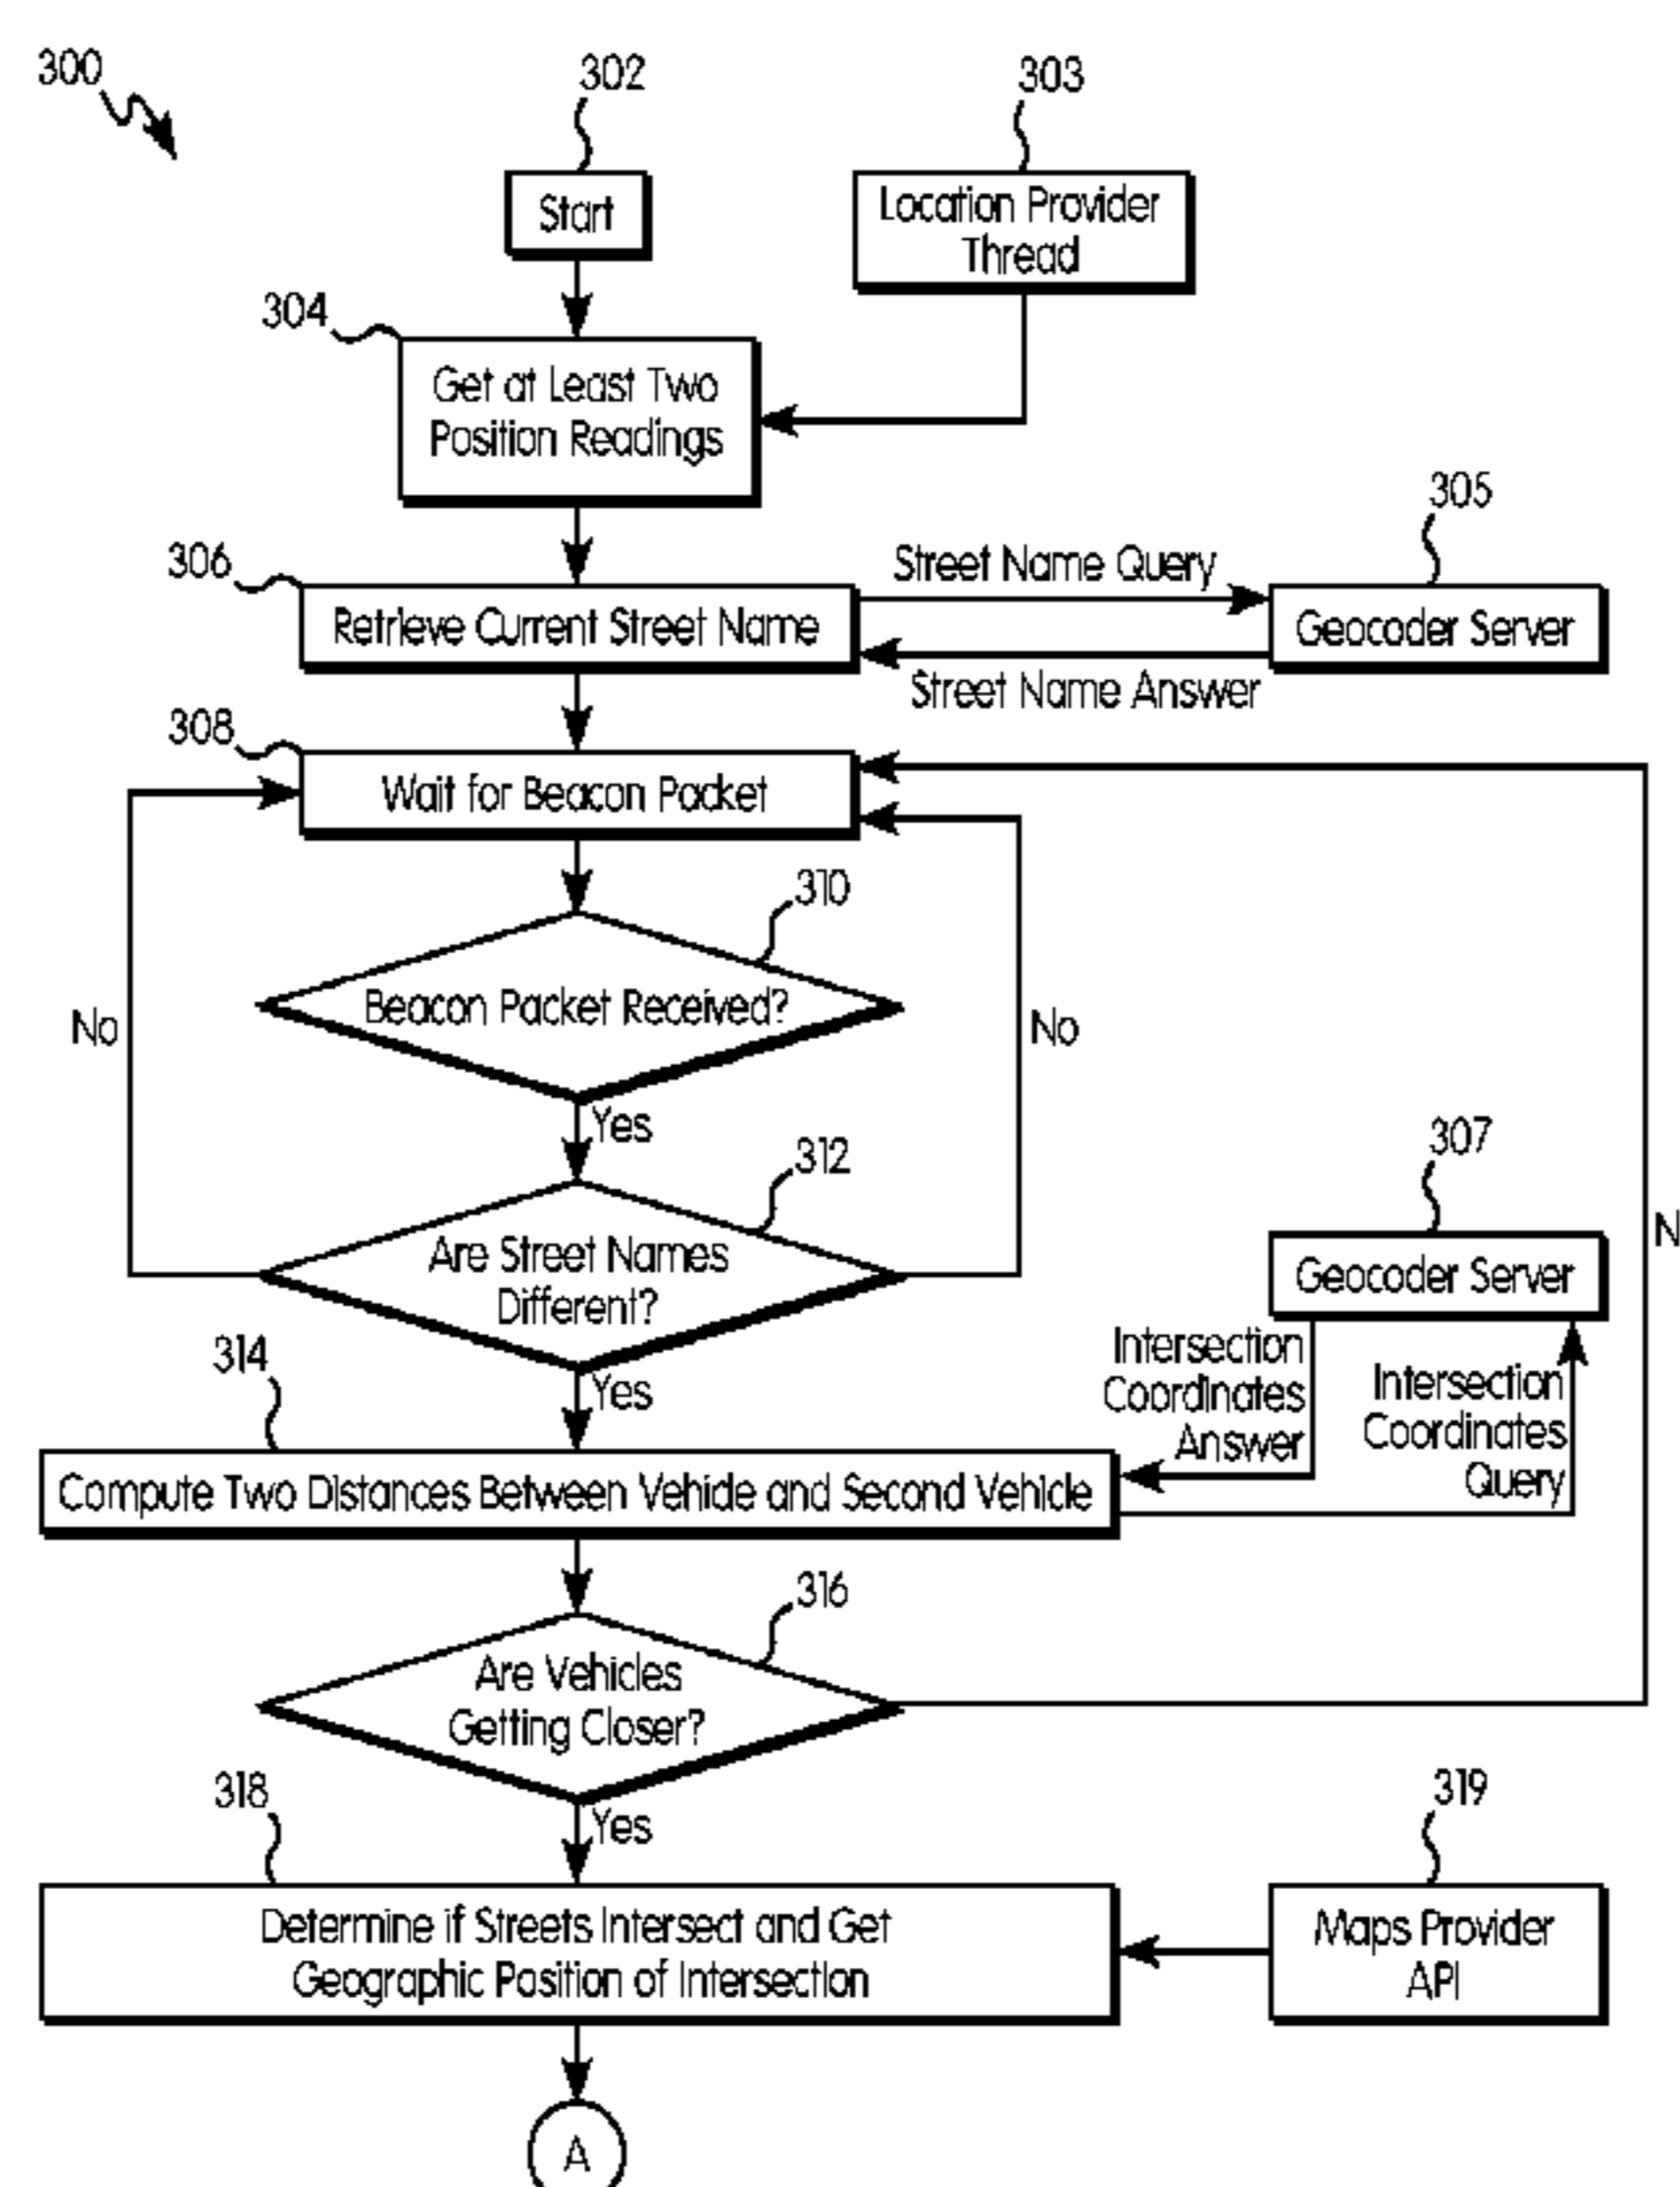 300
302
303
Start
Location Provider
Thread
304
Get at Least Two
Position Readings
305
306
Street Name Query
Retrieve Current Street Name
Geocoder Server
Street Name Answer
308
Wait for Beacon Packet
310
Beacon Packet Received?
No
No
Yes
312
307
Are Street Names
Different?
Geocoder Server
N
314
Yes
Intersection
Coordinates
Answer
Intersection
Coordinates
Query
Compute Two Distances Between Vehicle and Second Vehicle
316
Are Vehicles
Getting Closer?
318
Yes
319
Determine if Streets Intersect and Get
Geographic Position of Intersection
Maps Provider
API
A